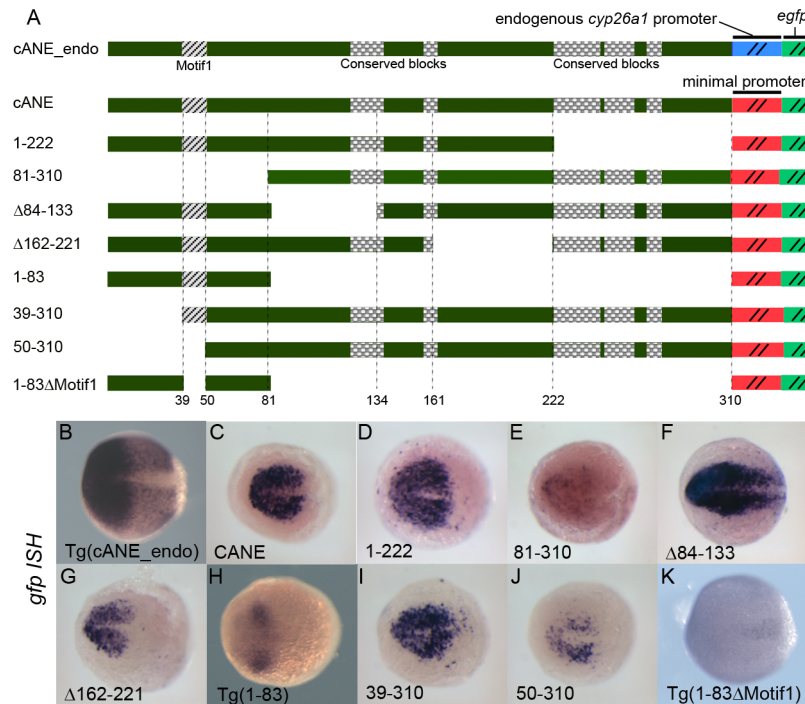 A
endogenous cyp26a1 promoter
egfp
cANE_endo
Motif1
Conserved blocks
Conserved blocks
minimal promoter
cANE
1-222
81-310
Δ84-133
Δ162-221
1-83
39-310
50-310
1-83ΔMotif1
39 50 81 134 161 222 310
gfp ISH
B
Tg(cANE_endo)
C
CANE
D
1-222
E
81-310
F
Δ84-133
G
Δ162-221
H
Tg(1-83)
I
39-310
J
50-310
K
Tg(1-83ΔMotif1)